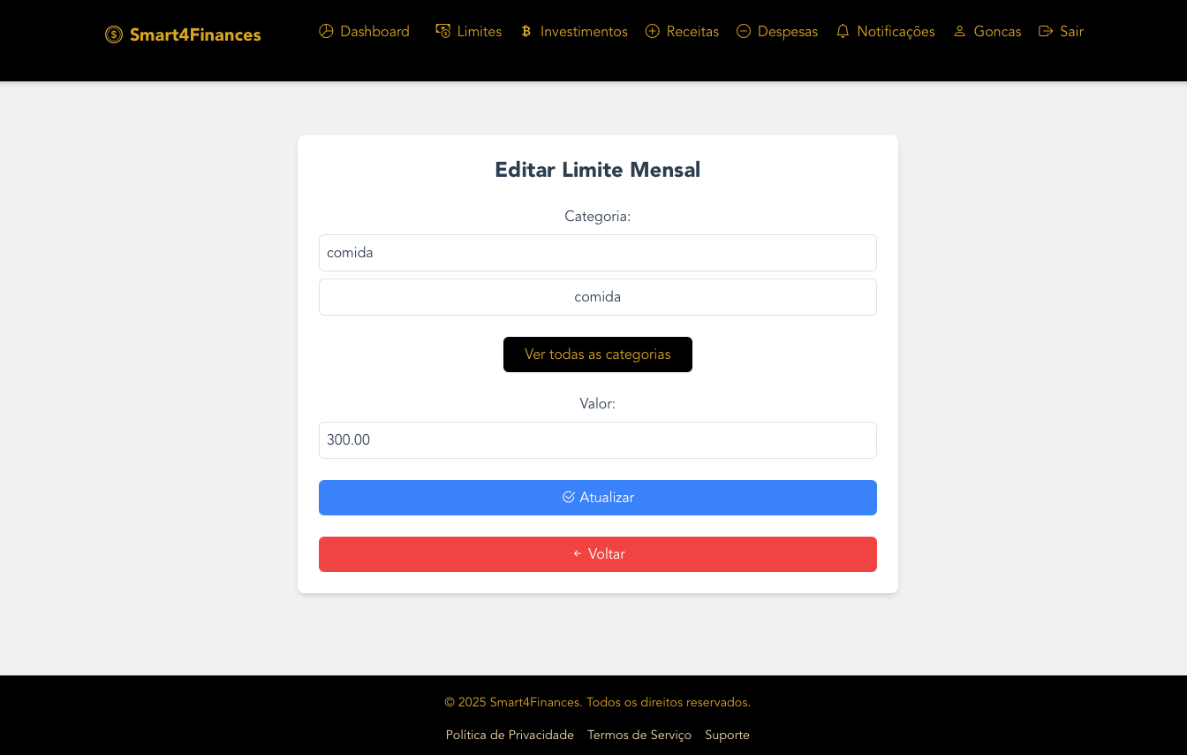 Smart4Finances
Dashboard
Limites
Investimentos
Receitas
Despesas
Notificações
Goncas
Sair
Editar Limite Mensal
Categoria:
comida
comida
Ver todas as categorias
Valor:
300.00
Atualizar
Voltar
© 2025 Smart4Finances. Todos os direitos reservados.
Política de Privacidade Termos de Serviço Suporte